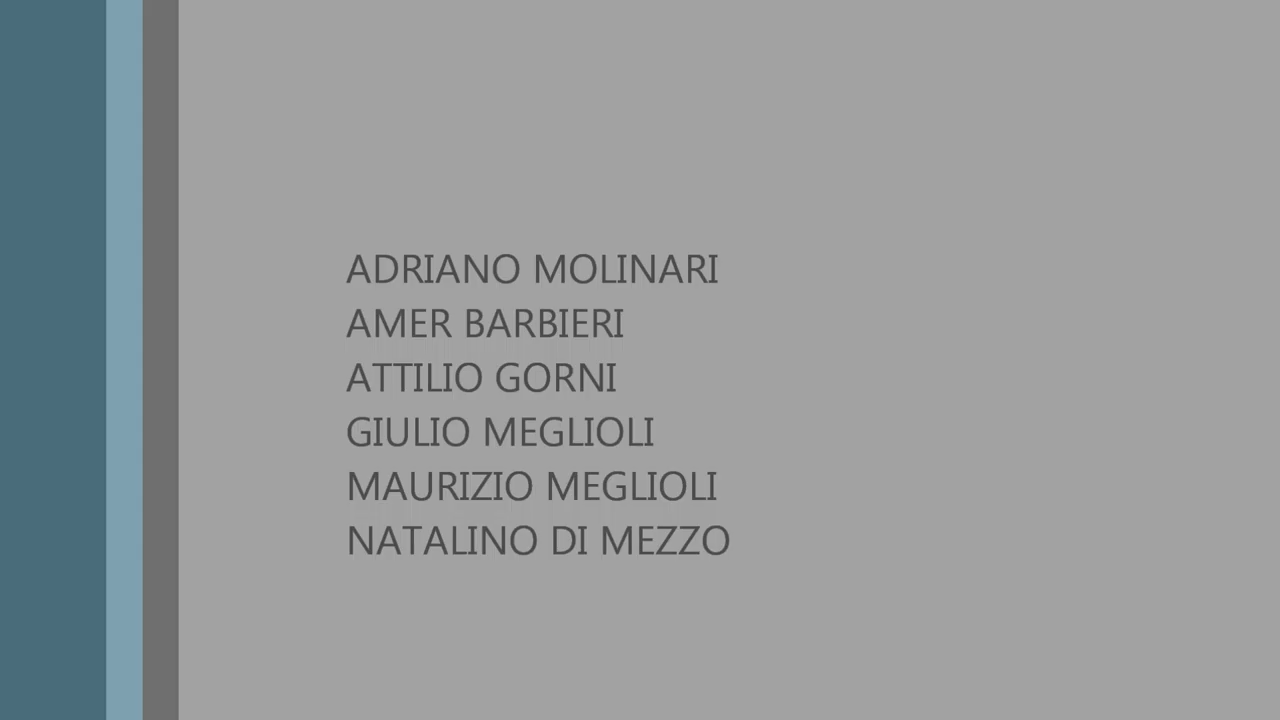 ADRIANO MOLINARI
AMER BARBIERI
ATTILIO GORNI
GIULIO MEGLIOLI
MAURIZIO MEGLIOLI
NATALINO DI MEZZO